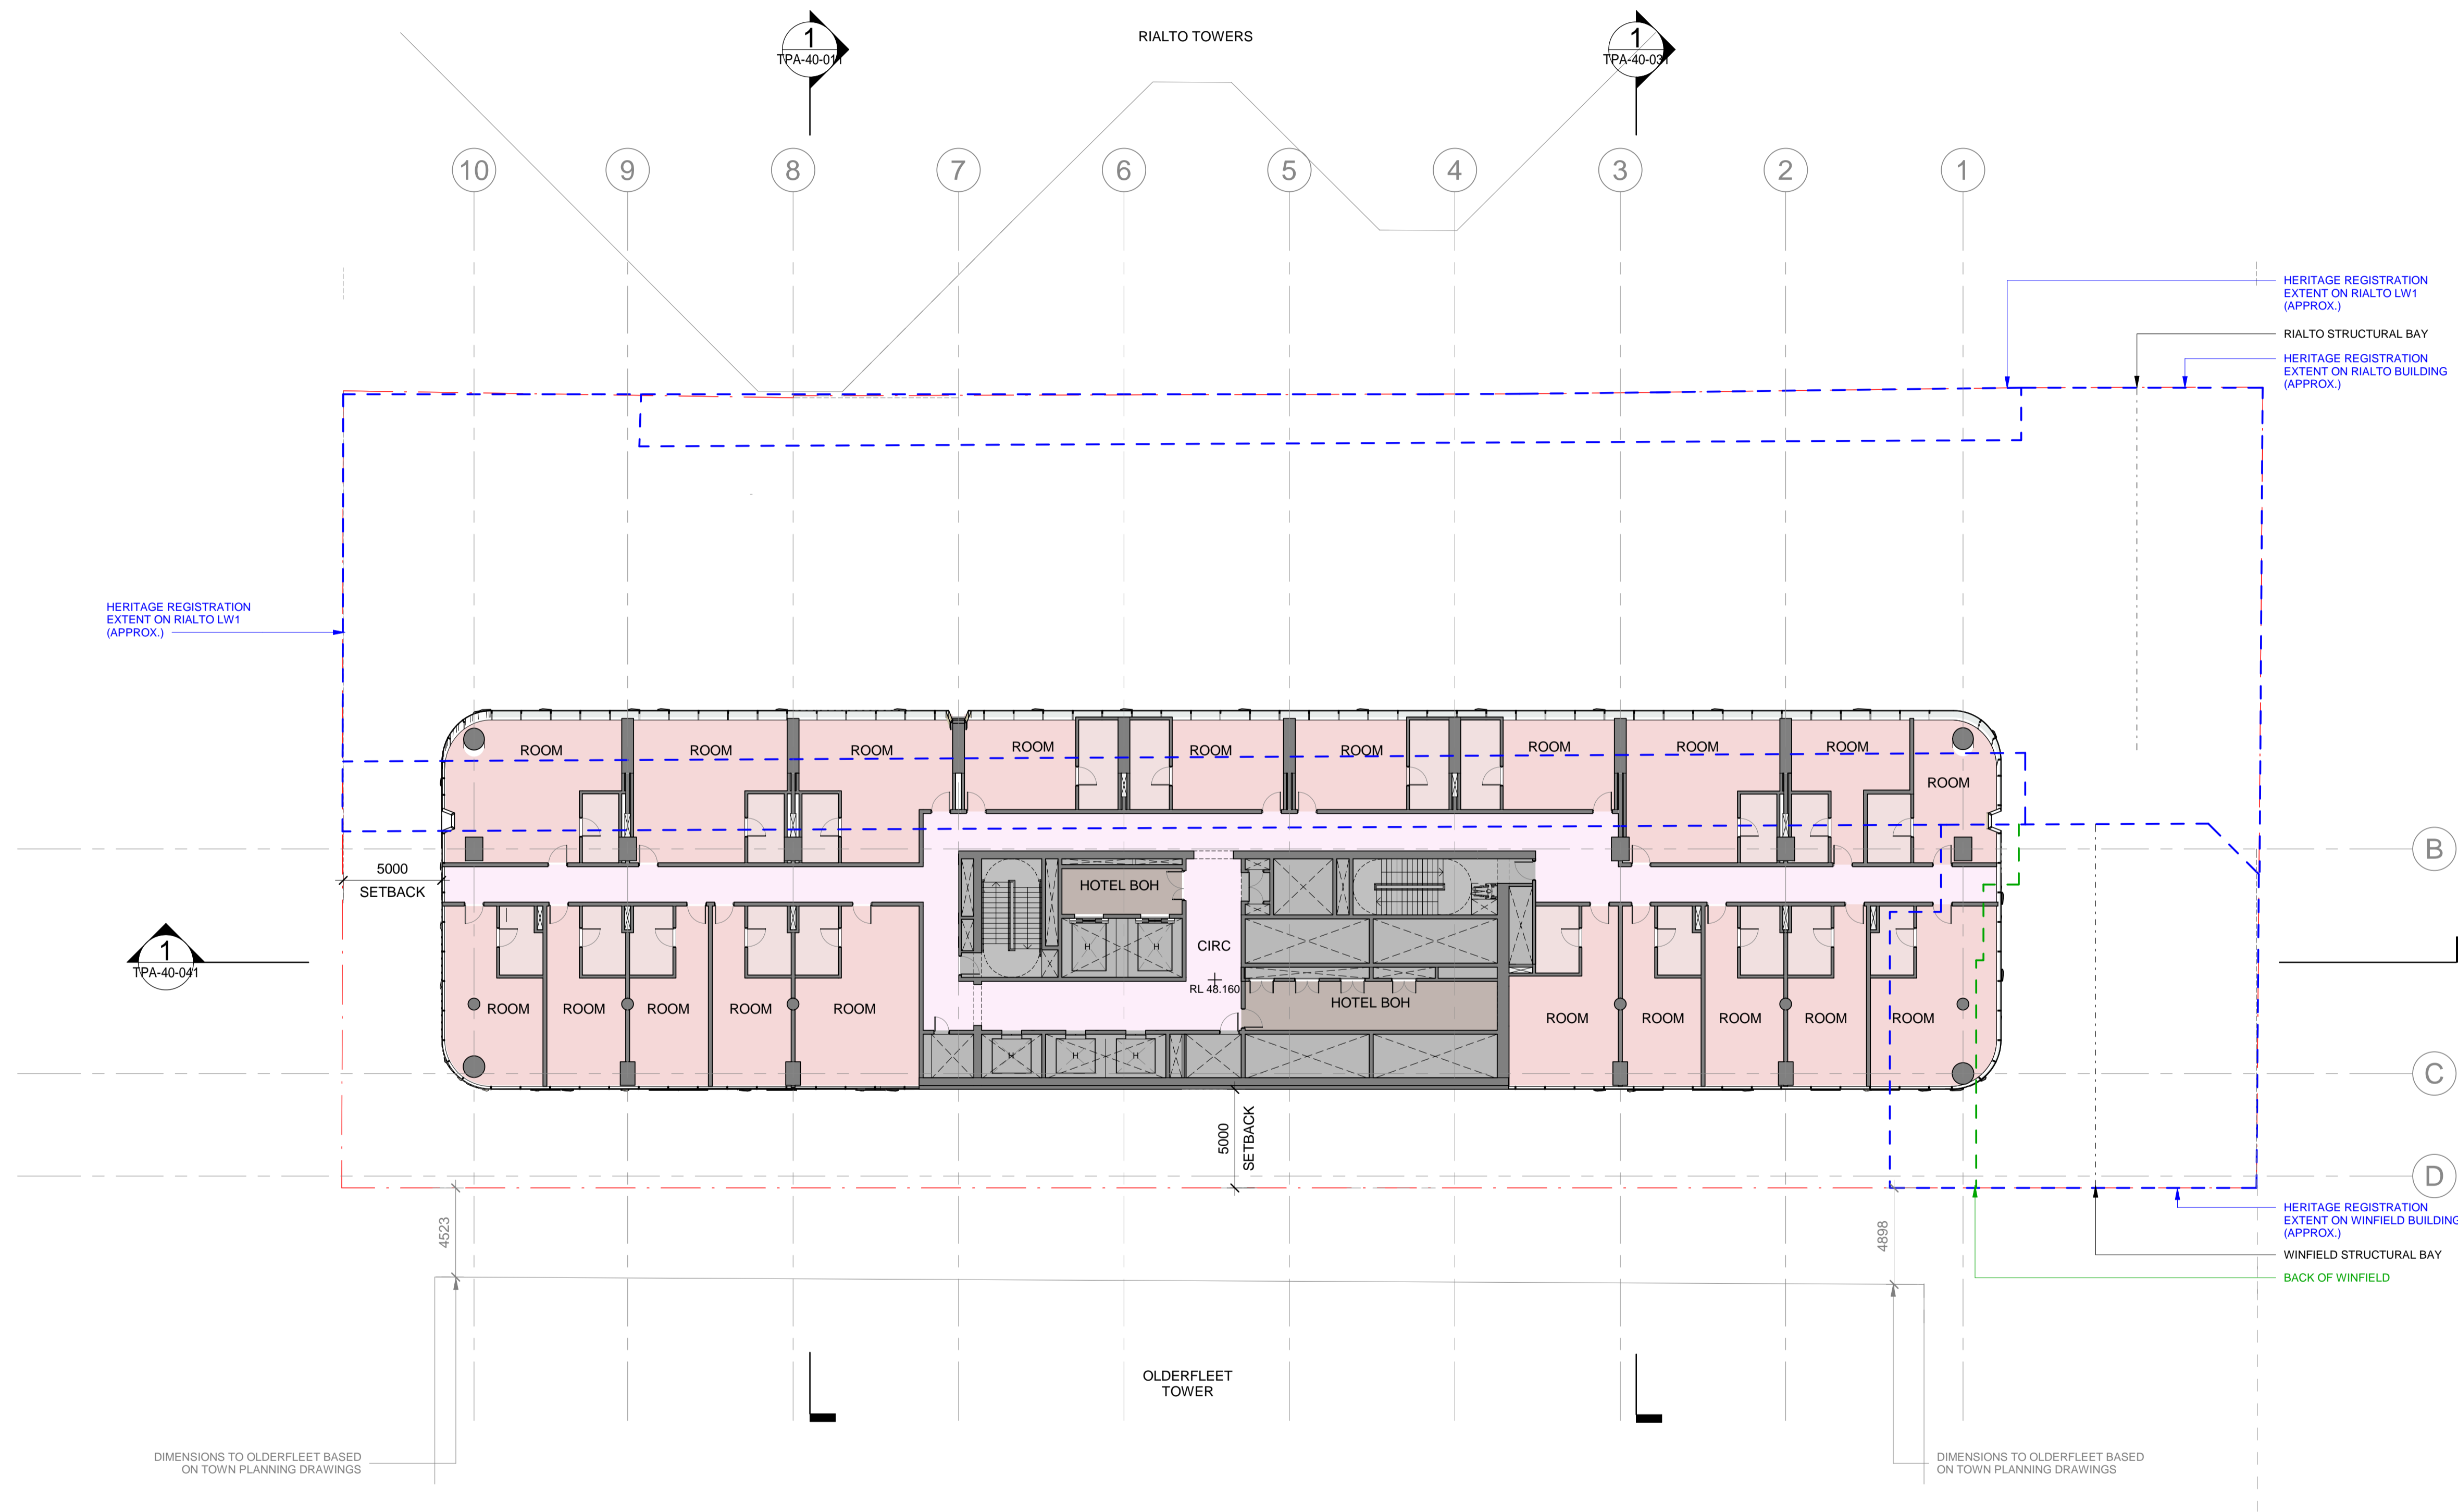 1
TPA-40-011
RIALTO TOWERS
1
TPA-40-031
10
9
8
7
6
5
4
3
2
1
HERITAGE REGISTRATION
EXTENT ON RIALTO LW1
(APPROX.)
RIALTO STRUCTURAL BAY
HERITAGE REGISTRATION
EXTENT ON RIALTO BUILDING
(APPROX.)
HERITAGE REGISTRATION
EXTENT ON RIALTO LW1
(APPROX.)
ROOM
ROOM
ROOM
ROOM
ROOM
ROOM
ROOM
ROOM
ROOM
ROOM
B
5000
SETBACK
HOTEL BOH
1
TPA-40-041
CIRC
H
H
RL 48.160
HOTEL BOH
ROOM
ROOM
ROOM
ROOM
ROOM
ROOM
ROOM
ROOM
ROOM
ROOM
H
H
H
C
5000
SETBACK
D
4523
4898
HERITAGE REGISTRATION
EXTENT ON WINFIELD BUILDING
(APPROX.)
WINFIELD STRUCTURAL BAY
BACK OF WINFIELD
OLDERFLEET
TOWER
DIMENSIONS TO OLDERFLEET BASED
ON TOWN PLANNING DRAWINGS
DIMENSIONS TO OLDERFLEET BASED
ON TOWN PLANNING DRAWINGS